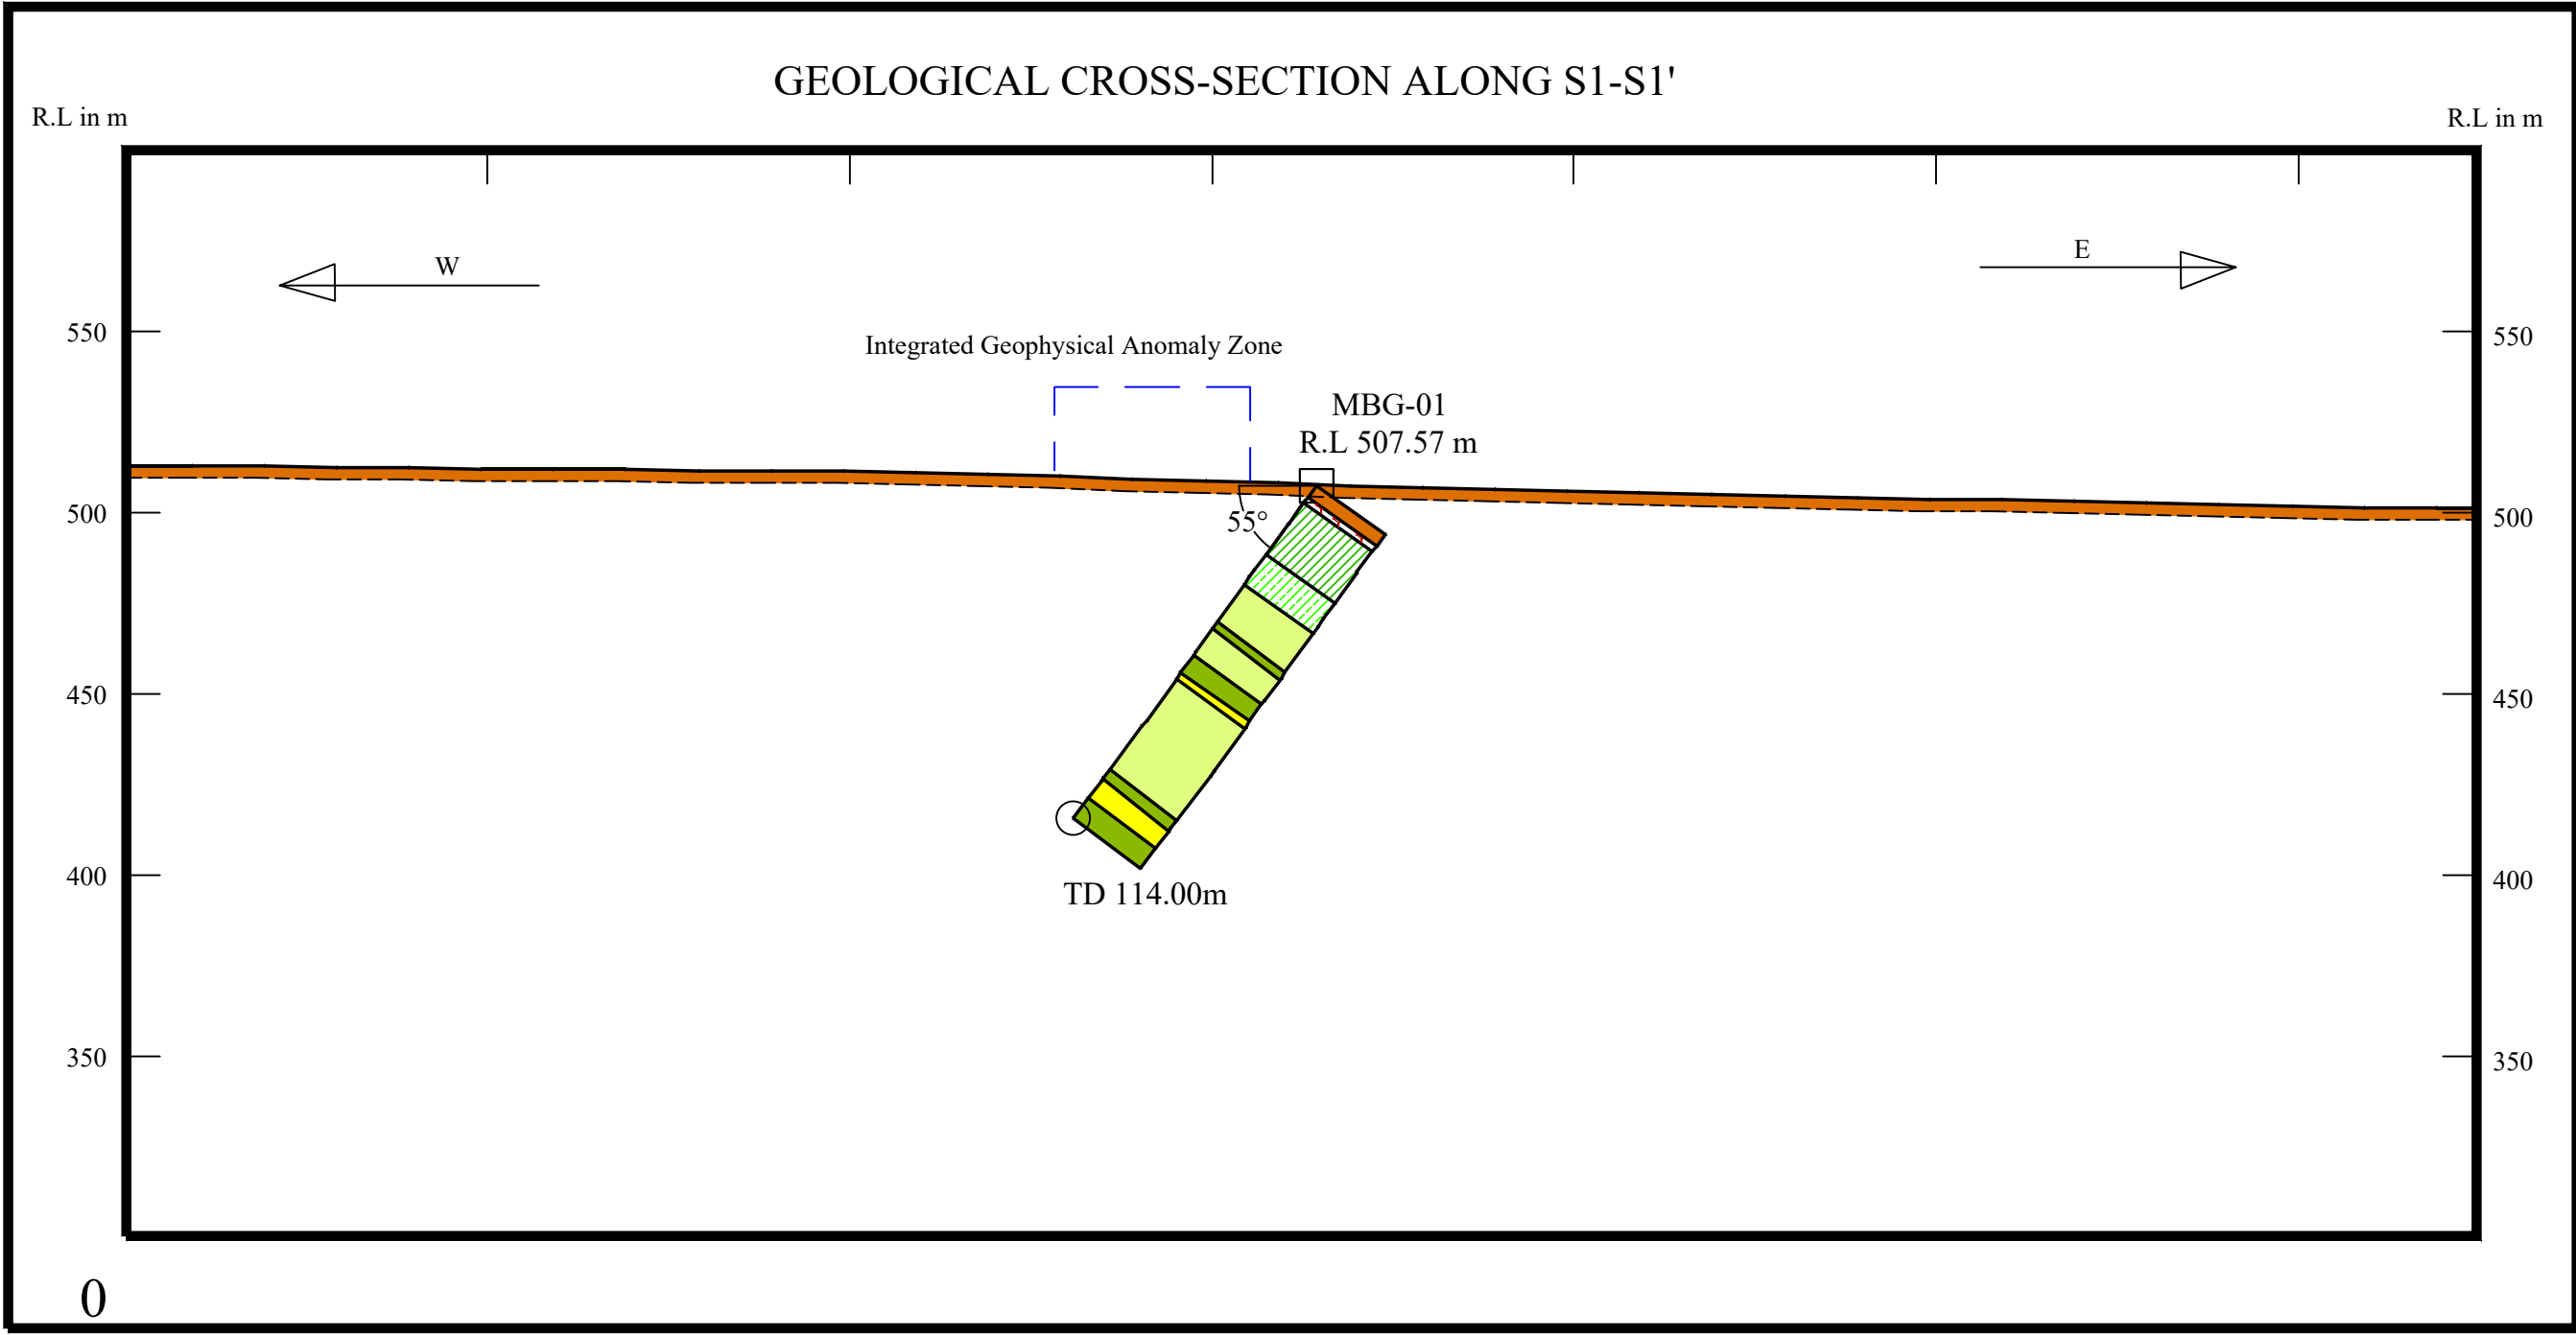 GEOLOGICAL CROSS-SECTION ALONG S1-S1'
R.L in m
R.L in m
W
E
550
550
Integrated Geophysical Anomaly Zone
MBG-01
R.L 507.57 m
500
500
55°
450
450
400
400
TD 114.00m
350
350
0